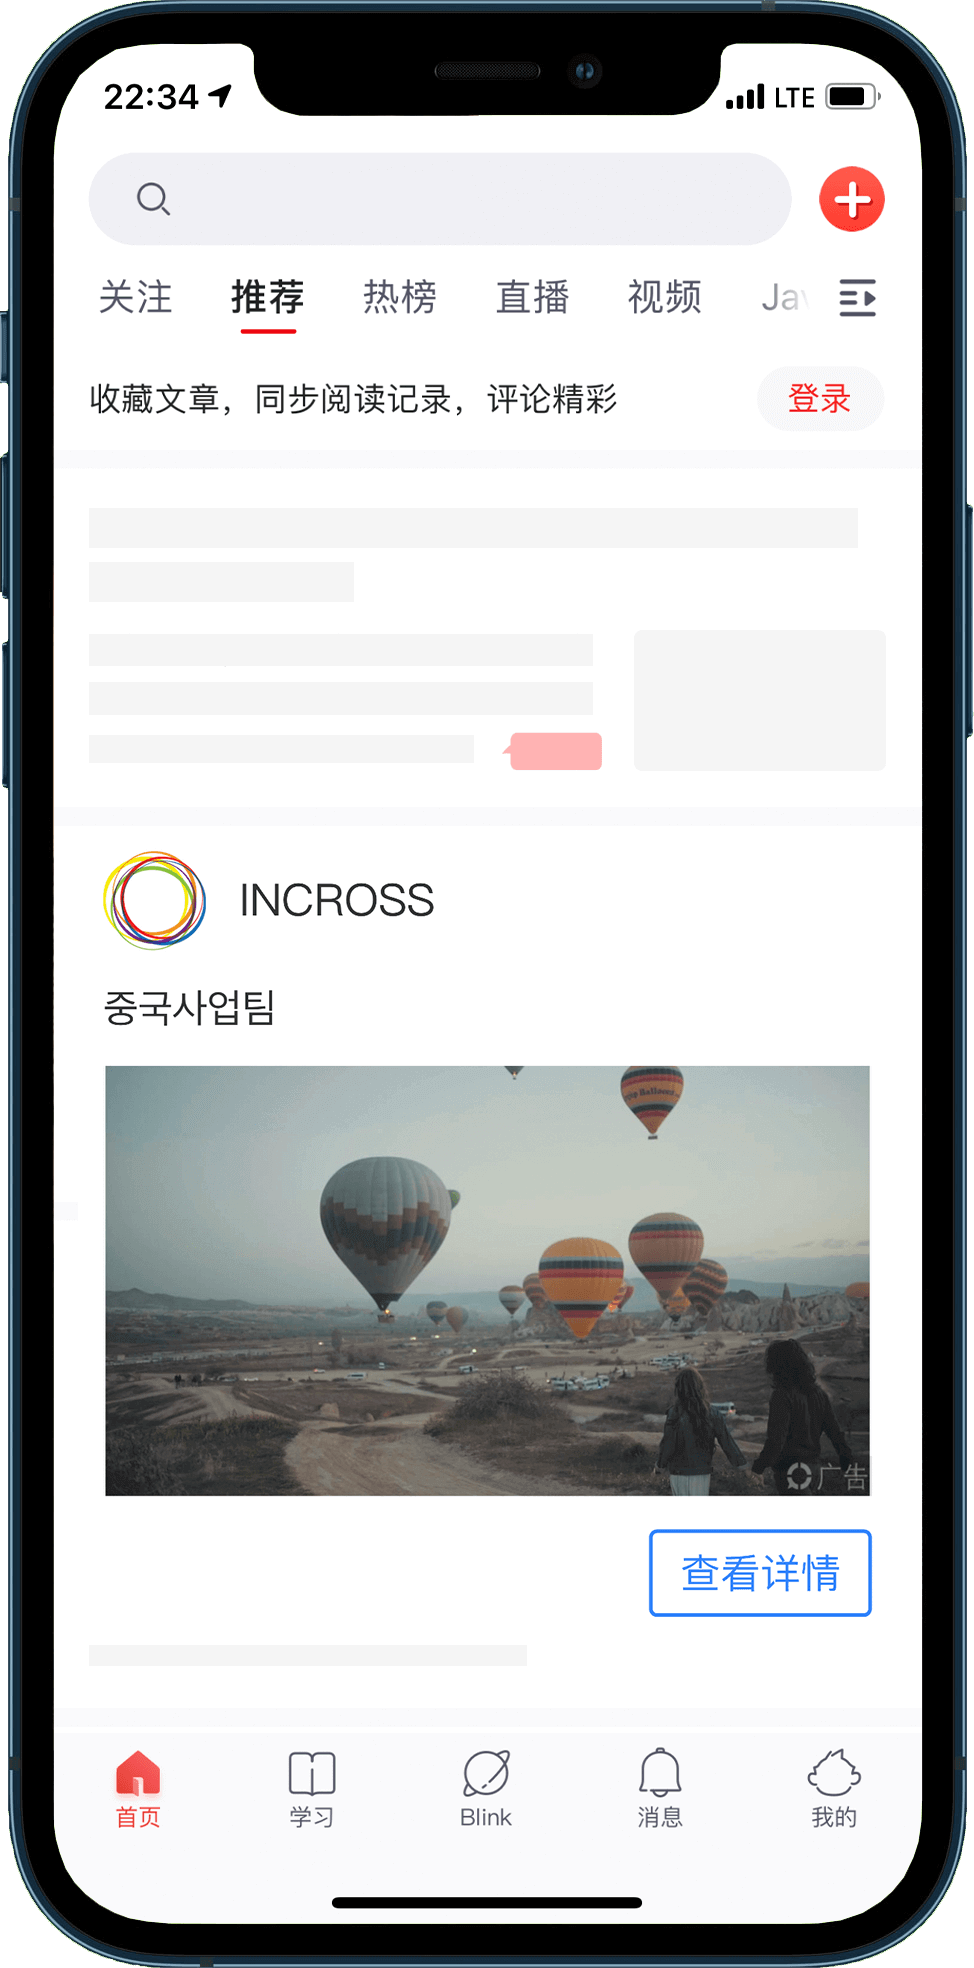 22:34 LTE
关注 推荐 热榜 直播 视频 Jav
收藏文章，同步阅读记录，评论精彩 登录
INCROSS
중국사업팀
广告
查看详情
首页 学习 Blink 消息 我的